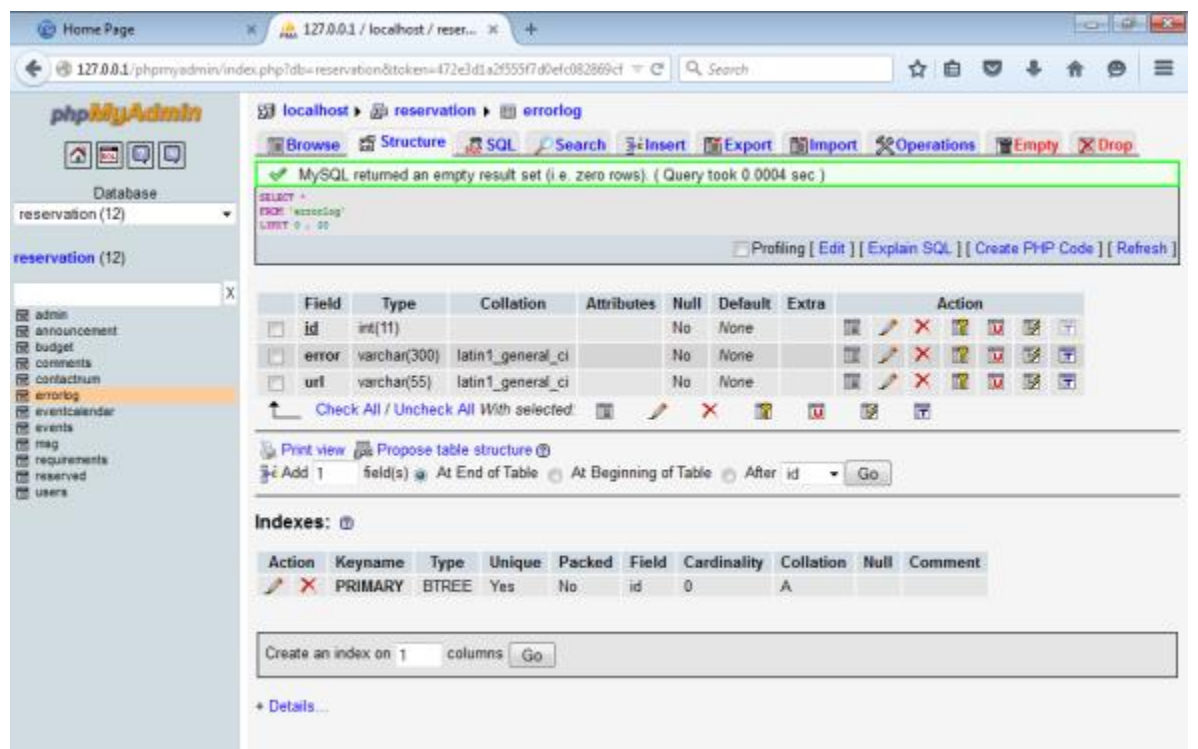 Home Page
127.0.0.1 / localhost / reser...
127.0.0.1/phpmyadmin/index.php?db=reservation&token=472e3d1a2f555f7d0efc082869cf
Search
phpMyAdmin
Database
reservation (12)
reservation (12)
X
admin
announcement
budget
comments
contactnum
errorlog
eventcalendar
events
msg
requirements
reserved
users
localhost reservation errorlog
Browse Structure SQL Search Insert Export Import Operations Empty Drop
MySQL returned an empty result set (i.e. zero rows). ( Query took 0.0004 sec )
SELECT *
FROM `errorlog`
LIMIT 0 , 30
Profiling [ Edit ] [ Explain SQL ] [ Create PHP Code ] [ Refresh ]
Field Type Collation Attributes Null Default Extra Action
id int(11) No None
error varchar(300) latin1_general_ci No None
url varchar(55) latin1_general_ci No None
Check All / Uncheck All With selected:
Print view Propose table structure
Add 1 field(s) At End of Table At Beginning of Table After id Go
Indexes:
Action Keyname Type Unique Packed Field Cardinality Collation Null Comment
PRIMARY BTREE Yes No id 0 A
Create an index on 1 columns Go
+ Details...